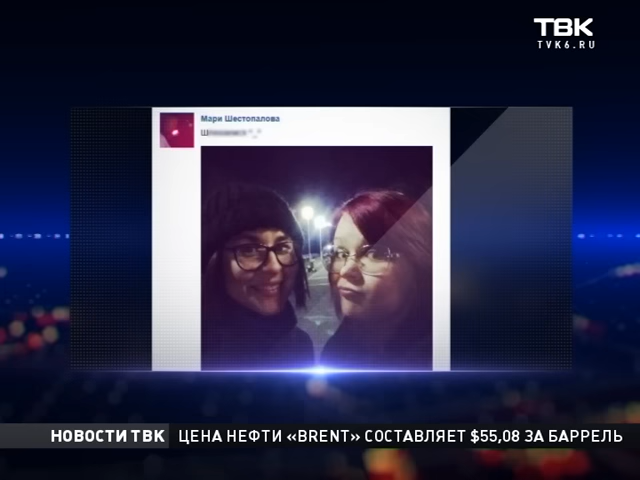 ТВК
TVK6.RU
Мари Шестопалова
НОВОСТИ ТВК ЦЕНА НЕФТИ «BRENT» СОСТАВЛЯЕТ $55,08 ЗА БАРРЕЛЬ